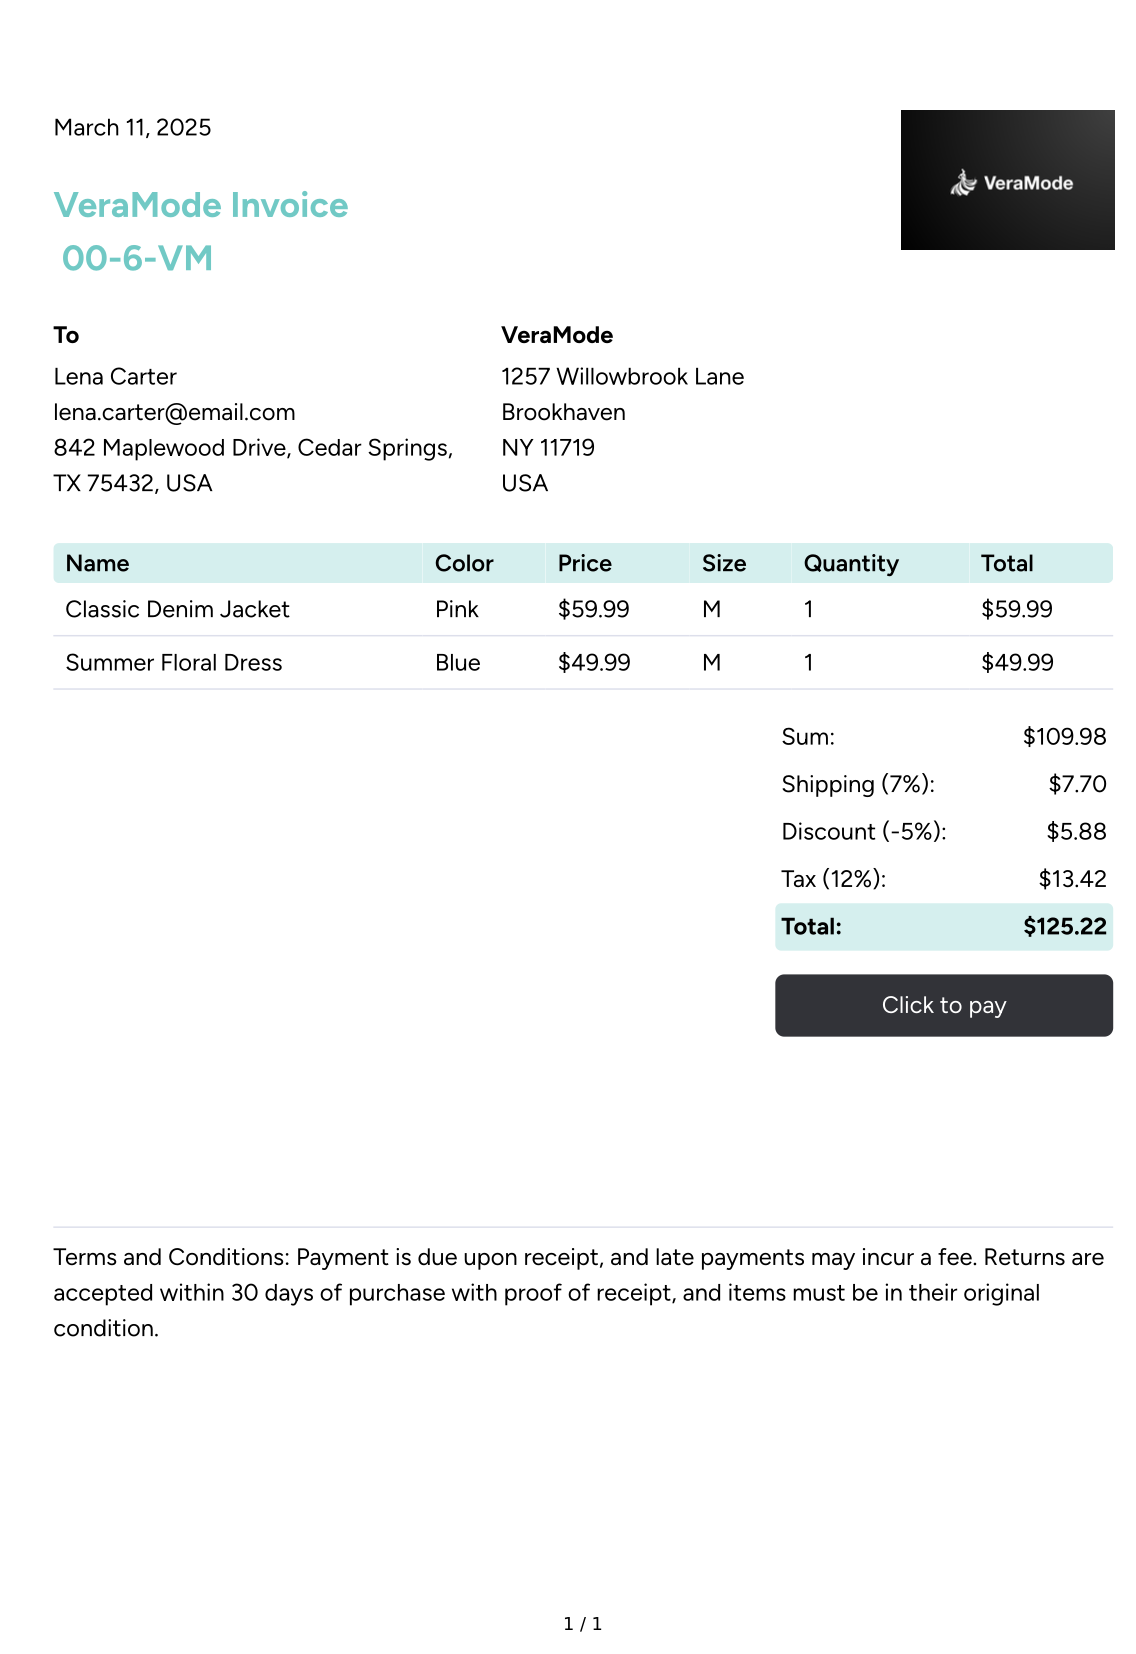 March 11, 2025
VeraMode
VeraMode Invoice
00-6-VM
To
Lena Carter
lena.carter@email.com
842 Maplewood Drive, Cedar Springs,
TX 75432, USA
VeraMode
1257 Willowbrook Lane
Brookhaven
NY 11719
USA
Name Color Price Size Quantity Total
Classic Denim Jacket Pink $59.99 M 1 $59.99
Summer Floral Dress Blue $49.99 M 1 $49.99
Sum: $109.98
Shipping (7%): $7.70
Discount (-5%): $5.88
Tax (12%): $13.42
Total: $125.22
Click to pay
Terms and Conditions: Payment is due upon receipt, and late payments may incur a fee. Returns are
accepted within 30 days of purchase with proof of receipt, and items must be in their original
condition.
1 / 1